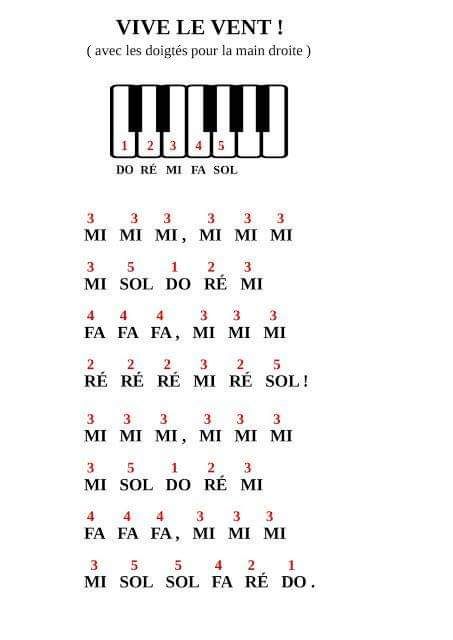 VIVE LE VENT !
( avec les doigtés pour la main droite )
1 2 3 4 5
DO RÉ MI FA SOL
3 3 3 3 3 3
MI MI MI , MI MI MI
3 5 1 2 3
MI SOL DO RÉ MI
4 4 4 3 3 3
FA FA FA , MI MI MI
2 2 2 3 2 5
RÉ RÉ RÉ MI RÉ SOL !
3 3 3 3 3 3
MI MI MI , MI MI MI
3 5 1 2 3
MI SOL DO RÉ MI
4 4 4 3 3 3
FA FA FA , MI MI MI
3 5 5 4 2 1
MI SOL SOL FA RÉ DO .